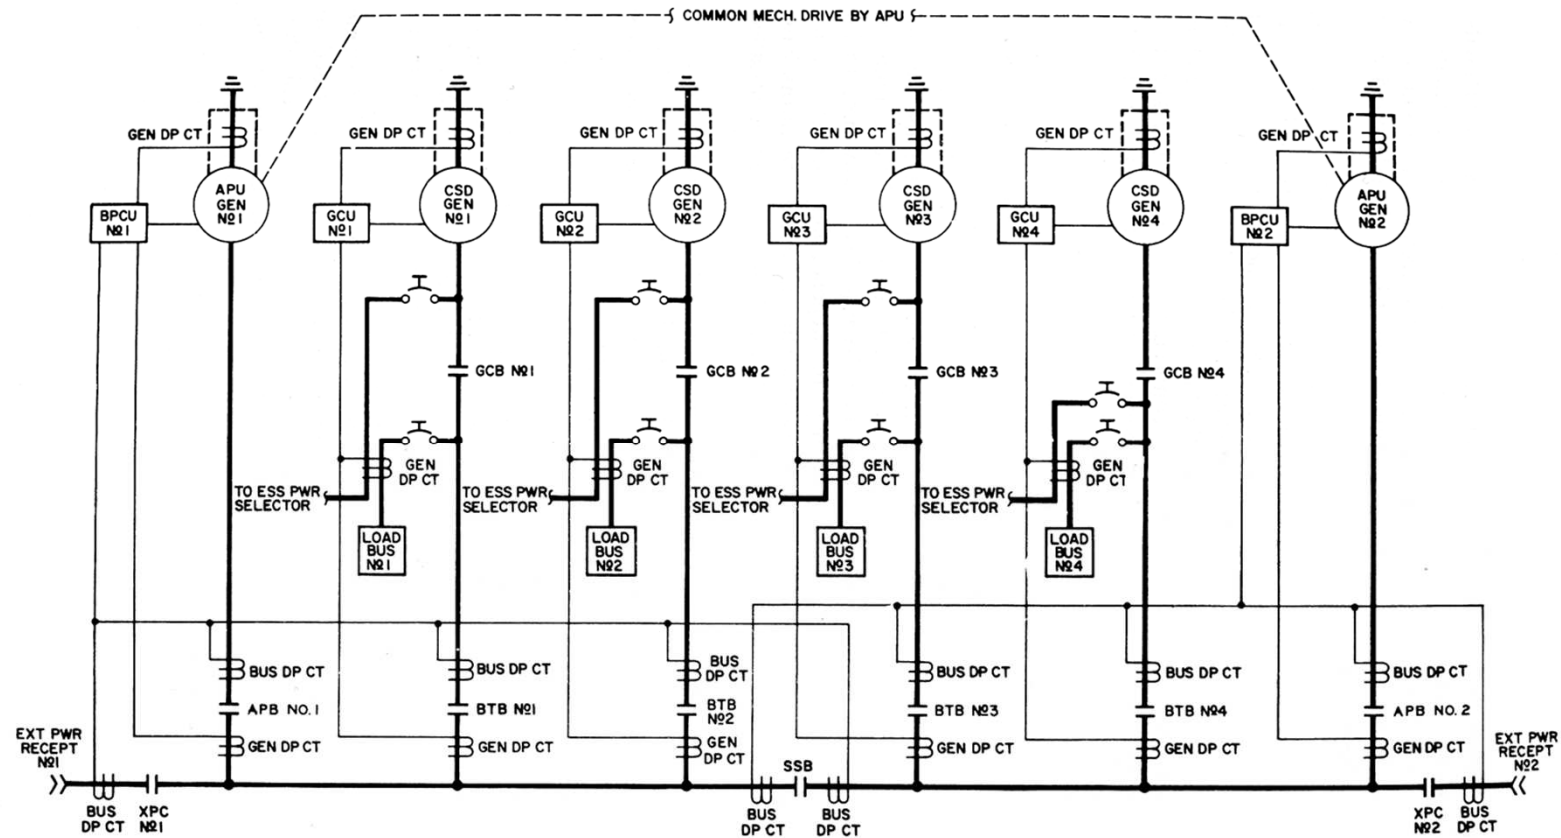 COMMON MECH. DRIVE BY APU
GEN DP CT
GEN DP CT
GEN DP CT
GEN DP CT
GEN DP CT
GEN DP CT
APU
GEN
№1
CSD
GEN
№1
CSD
GEN
№2
CSD
GEN
№3
CSD
GEN
№4
APU
GEN
№2
BPCU
№1
GCU
№1
GCU
№2
GCU
№3
GCU
№4
BPCU
№2
GCB №1
GCB №2
GCB №3
GCB №4
GEN
DP CT
GEN
DP CT
GEN
DP CT
GEN
DP CT
TO ESS PWR
SELECTOR
TO ESS PWR
SELECTOR
TO ESS PWR
SELECTOR
TO ESS PWR
SELECTOR
LOAD
BUS
№1
LOAD
BUS
№2
LOAD
BUS
№3
LOAD
BUS
№4
BUS DP CT
BUS DP CT
BUS
DP CT
BUS DP CT
BUS DP CT
BUS DP CT
APB NO. 1
BTB №1
BTB
№2
BTB №3
BTB №4
APB NO. 2
GEN DP CT
GEN DP CT
GEN
DP CT
GEN DP CT
GEN DP CT
GEN DP CT
EXT PWR
RECEPT
№1
SSB
EXT PWR
RECEPT
№2
BUS
DP CT
XPC
№1
BUS
DP CT
BUS
DP CT
XPC
№2
BUS
DP CT